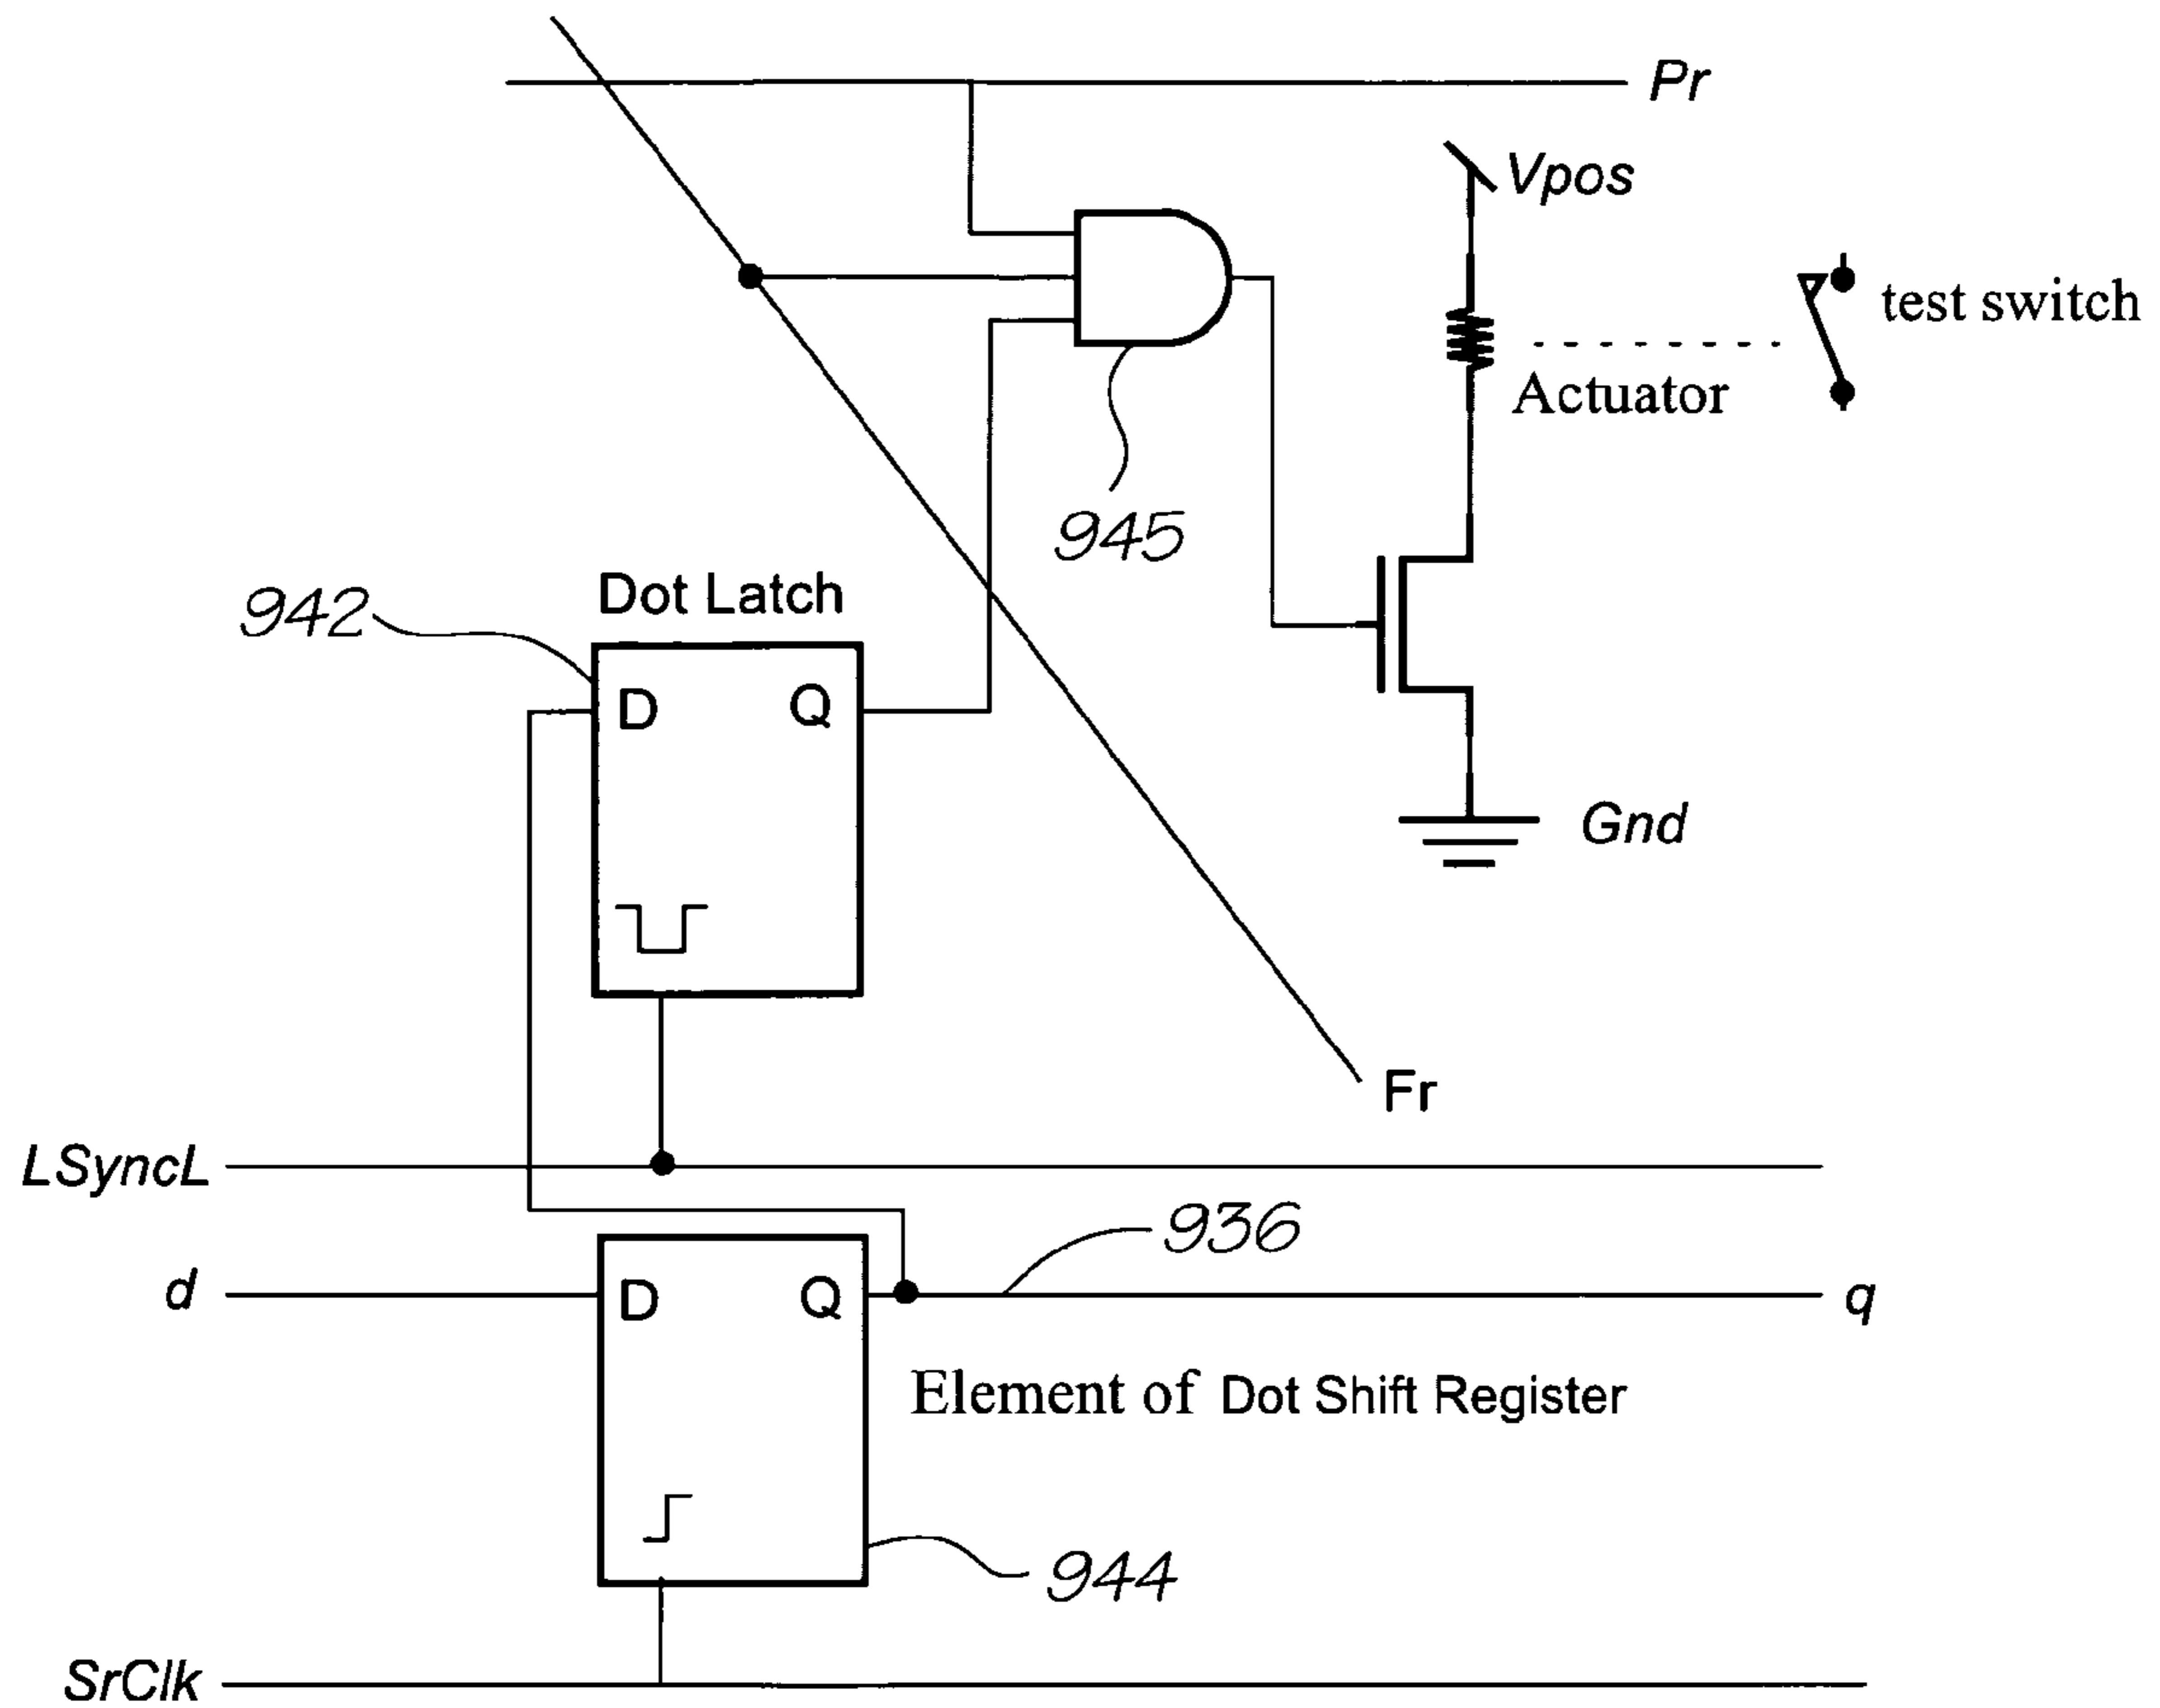 Pr
Vpos
test switch
Actuator
945
Dot Latch
942
D Q
Gnd
Fr
LSyncL
936
d
D Q
q
Element of Dot Shift Register
944
SrClk